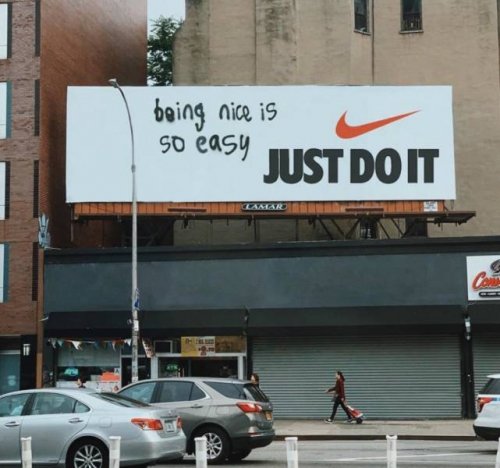 being nice is
so easy
JUST DO IT
LAMAR